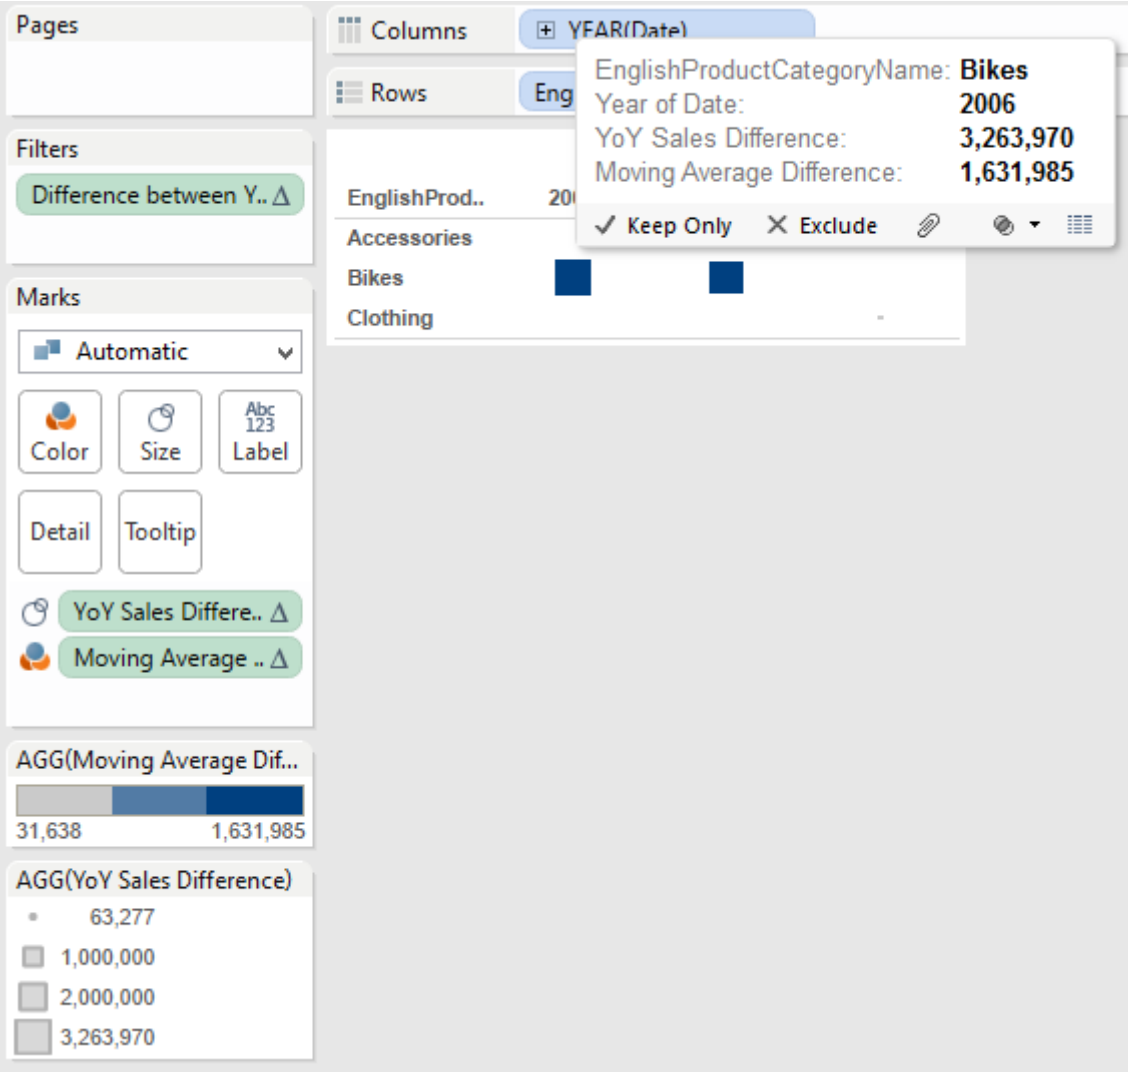 Pages
Columns
YEAR(Date)
Rows
Eng
EnglishProductCategoryName: Bikes
Year of Date: 2006
YoY Sales Difference: 3,263,970
Moving Average Difference: 1,631,985
Keep Only Exclude
Filters
Difference between Y..
EnglishProd..
Accessories
Bikes
Clothing
Marks
Automatic
Color
Size
Abc
123
Label
Detail
Tooltip
YoY Sales Differe..
Moving Average ..
AGG(Moving Average Dif...
31,638 1,631,985
AGG(YoY Sales Difference)
63,277
1,000,000
2,000,000
3,263,970